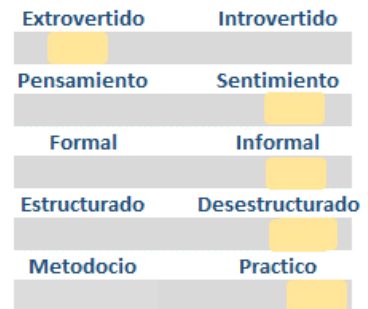 Extrovertido Introvertido
Pensamiento Sentimiento
Formal Informal
Estructurado Desestructurado
Metodocio Practico